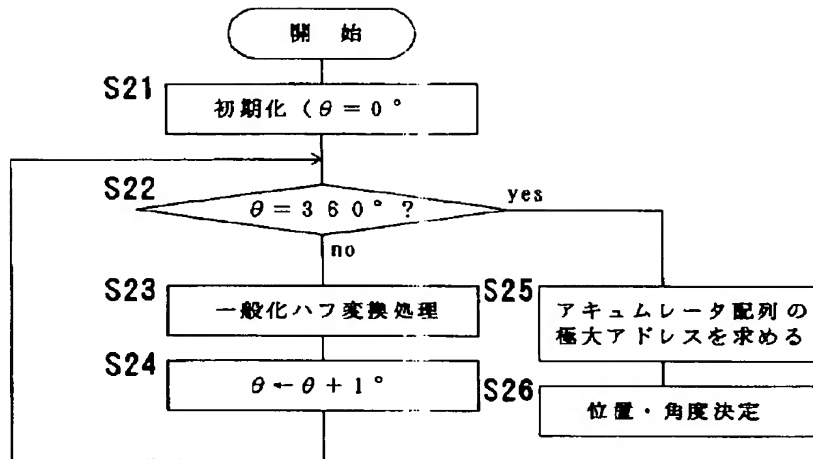 開 始
S21
初期化 (θ=0°
S22
θ=360°?
yes
no
S23
一般化ハフ変換処理
S24
θ←θ+1°
S25
アキュムレータ配列の
極大アドレスを求める
S26
位置・角度決定